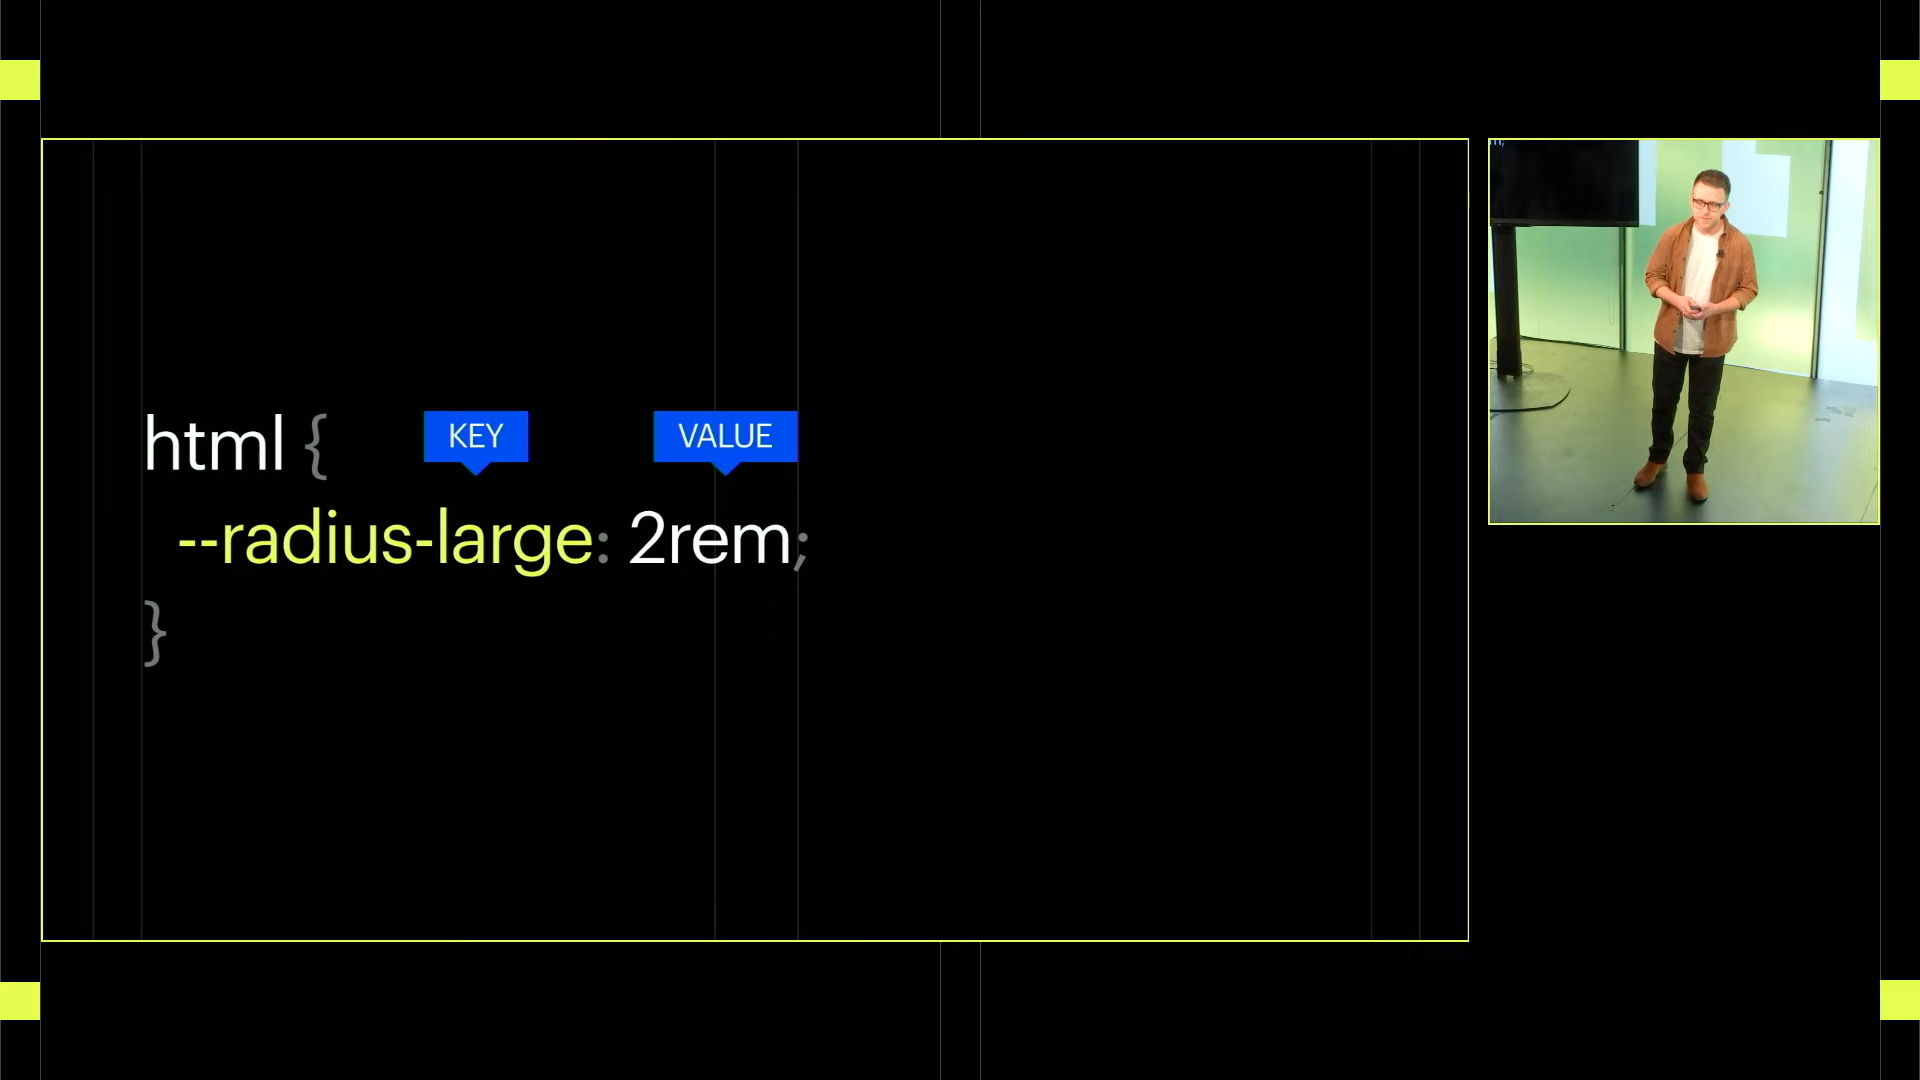 html {
KEY
VALUE
--radius-large: 2rem;
}